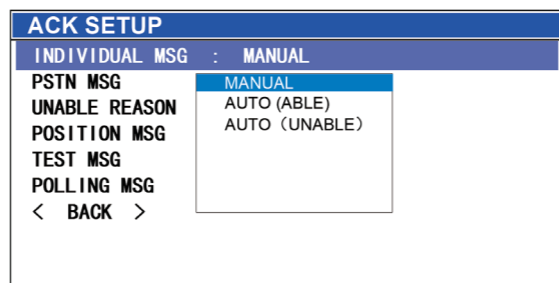 ACK SETUP
INDIVIDUAL MSG : MANUAL
PSTN MSG
UNABLE REASON
POSITION MSG
TEST MSG
POLLING MSG
< BACK >
MANUAL
AUTO (ABLE)
AUTO（UNABLE）